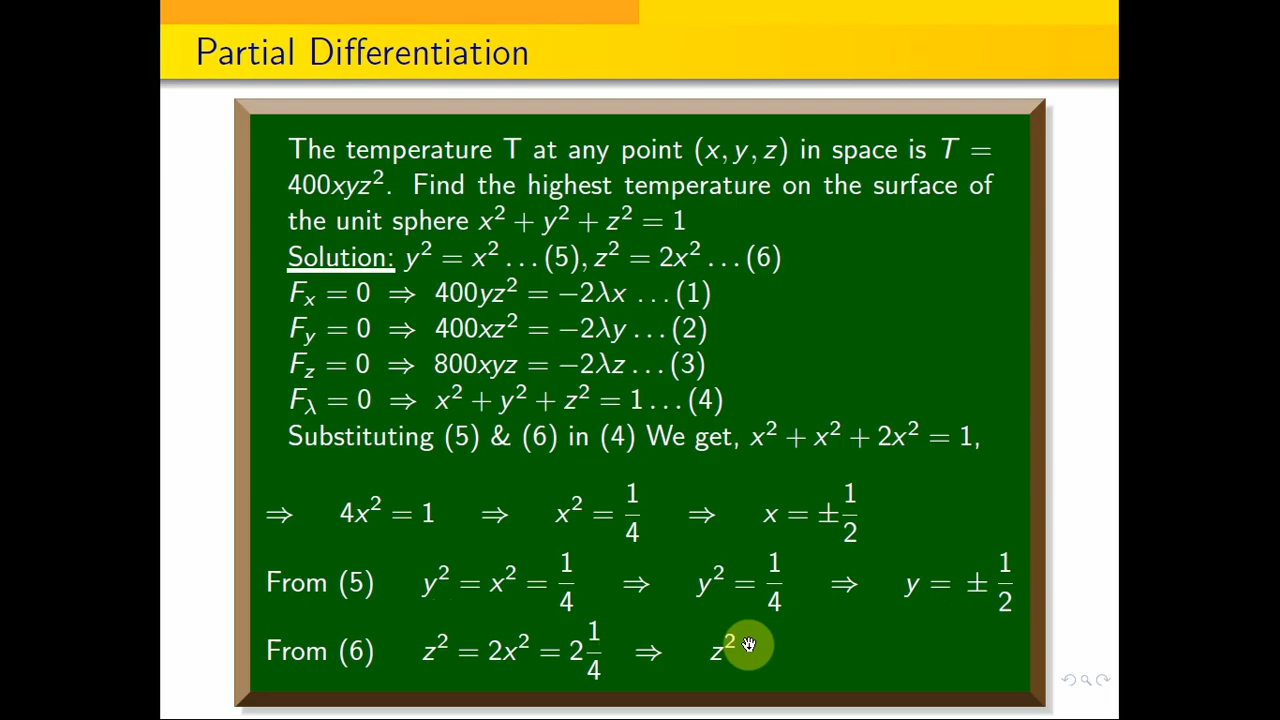 Partial Differentiation
The temperature T at any point (x, y, z) in space is T =
400xyz². Find the highest temperature on the surface of
the unit sphere x² + y² + z² = 1
Solution: y² = x² . . . (5), z² = 2x² . . . (6)
Fₓ = 0 ⇒ 400yz² = −2λx . . . (1)
F_y = 0 ⇒ 400xz² = −2λy . . . (2)
F_z = 0 ⇒ 800xyz = −2λz . . . (3)
F_λ = 0 ⇒ x² + y² + z² = 1 . . . (4)
Substituting (5) & (6) in (4) We get, x² + x² + 2x² = 1,
⇒ 4x² = 1 ⇒ x² = 1/4 ⇒ x = ±1/2
From (5) y² = x² = 1/4 ⇒ y² = 1/4 ⇒ y = ± 1/2
From (6) z² = 2x² = 2 1/4 ⇒ z²